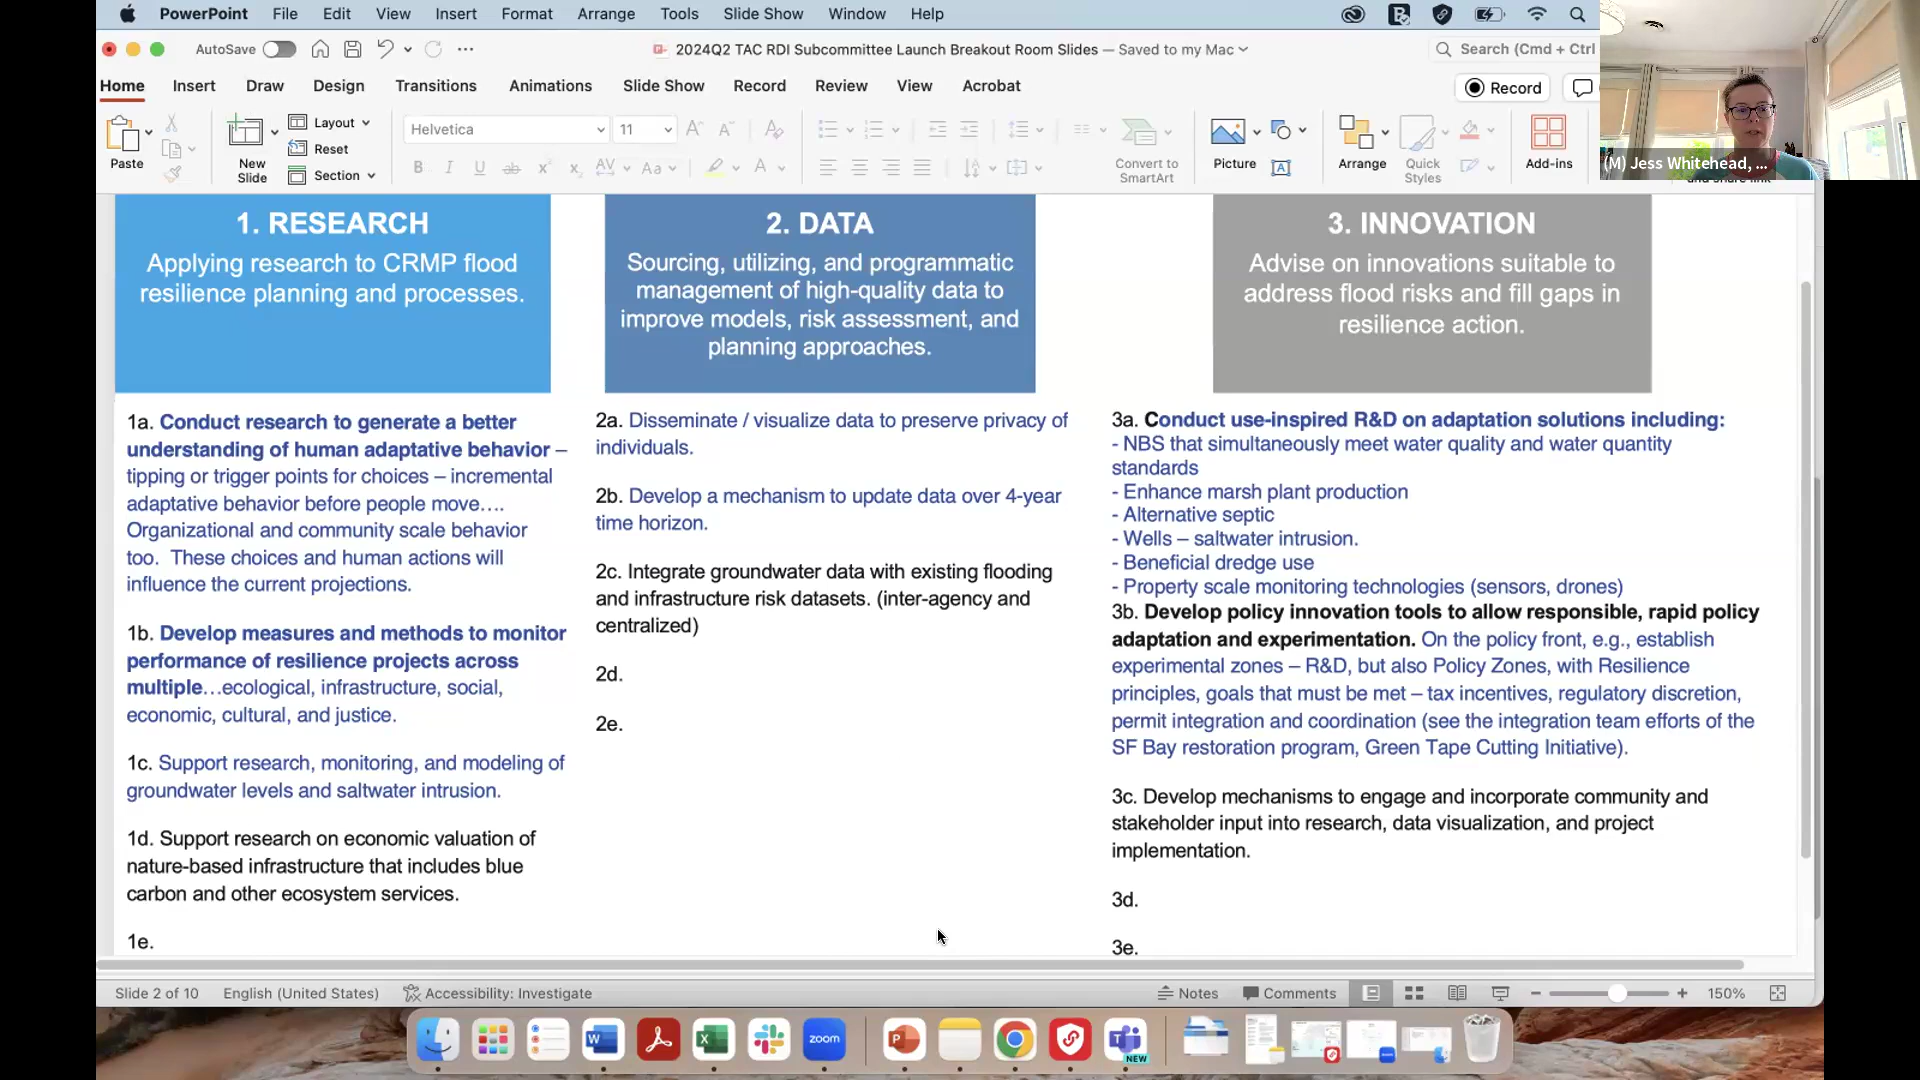 PowerPoint File Edit View Insert Format Arrange Tools Slide Show Window Help
AutoSave
2024Q2 TAC RDI Subcommittee Launch Breakout Room Slides — Saved to my Mac
Search (Cmd + Ctrl
Home Insert Draw Design Transitions Animations Slide Show Record Review View Acrobat
Record
Paste
New
Slide
Layout
Reset
Section
Helvetica 11
Convert to
SmartArt
Picture
Arrange
Quick
Styles
Add-ins
(M) Jess Whitehead, ...
1. RESEARCH
Applying research to CRMP flood
resilience planning and processes.
2. DATA
Sourcing, utilizing, and programmatic
management of high-quality data to
improve models, risk assessment, and
planning approaches.
3. INNOVATION
Advise on innovations suitable to
address flood risks and fill gaps in
resilience action.
1a. Conduct research to generate a better
understanding of human adaptative behavior –
tipping or trigger points for choices – incremental
adaptative behavior before people move….
Organizational and community scale behavior
too.  These choices and human actions will
influence the current projections.
1b. Develop measures and methods to monitor
performance of resilience projects across
multiple…ecological, infrastructure, social,
economic, cultural, and justice.
1c. Support research, monitoring, and modeling of
groundwater levels and saltwater intrusion.
1d. Support research on economic valuation of
nature-based infrastructure that includes blue
carbon and other ecosystem services.
1e.
2a. Disseminate / visualize data to preserve privacy of
individuals.
2b. Develop a mechanism to update data over 4-year
time horizon.
2c. Integrate groundwater data with existing flooding
and infrastructure risk datasets. (inter-agency and
centralized)
2d.
2e.
3a. Conduct use-inspired R&D on adaptation solutions including:
- NBS that simultaneously meet water quality and water quantity
standards
- Enhance marsh plant production
- Alternative septic
- Wells – saltwater intrusion.
- Beneficial dredge use
- Property scale monitoring technologies (sensors, drones)
3b. Develop policy innovation tools to allow responsible, rapid policy
adaptation and experimentation. On the policy front, e.g., establish
experimental zones – R&D, but also Policy Zones, with Resilience
principles, goals that must be met – tax incentives, regulatory discretion,
permit integration and coordination (see the integration team efforts of the
SF Bay restoration program, Green Tape Cutting Initiative).
3c. Develop mechanisms to engage and incorporate community and
stakeholder input into research, data visualization, and project
implementation.
3d.
3e.
Slide 2 of 10 English (United States) Accessibility: Investigate Notes Comments 150%
zoom
NEW